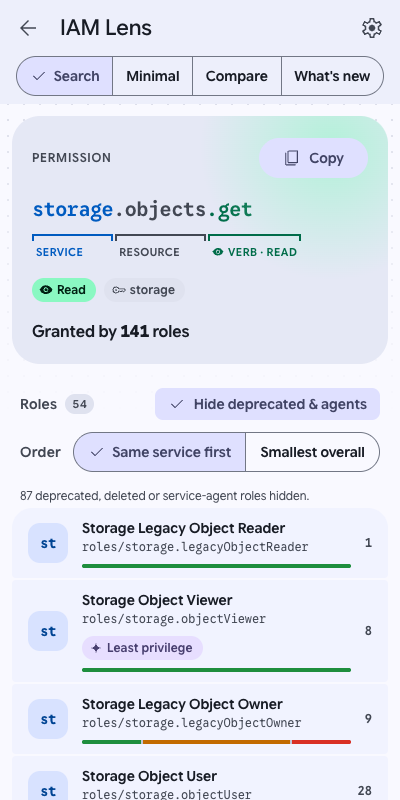 IAM Lens
Search Minimal Compare What's new
PERMISSION
Copy
storage.objects.get
SERVICE RESOURCE VERB · READ
Read storage
Granted by 141 roles
Roles 54 Hide deprecated & agents
Order Same service first Smallest overall
87 deprecated, deleted or service-agent roles hidden.
st Storage Legacy Object Reader
roles/storage.legacyObjectReader
1
st Storage Object Viewer
roles/storage.objectViewer
Least privilege
8
st Storage Legacy Object Owner
roles/storage.legacyObjectOwner
9
st Storage Object User
roles/storage.objectUser
28